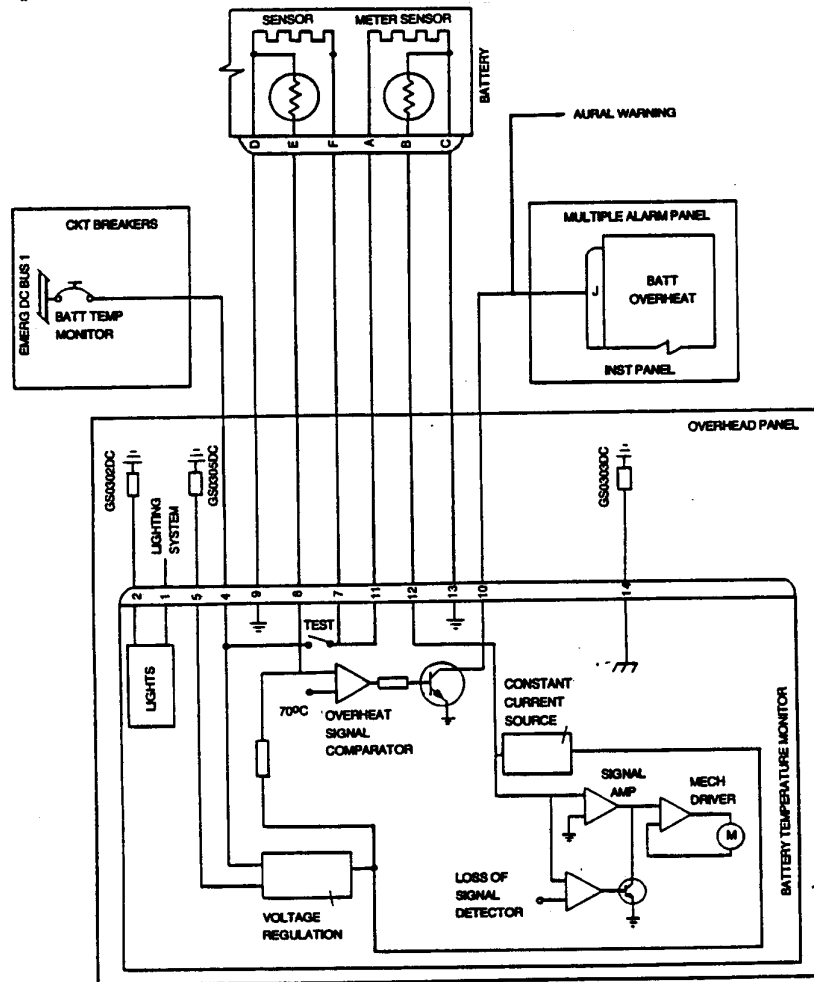 SENSOR
METER SENSOR
BATTERY
D
E
F
A
B
C
AURAL WARNING
CKT BREAKERS
EMERG DC BUS 1
BATT TEMP
MONITOR
MULTIPLE ALARM PANEL
J
BATT
OVERHEAT
INST PANEL
OVERHEAD PANEL
GS0302DC
LIGHTING
SYSTEM
GS0305DC
GS0303DC
2
1
5
4
9
6
7
11
12
13
10
14
LIGHTS
TEST
70ºC
OVERHEAT
SIGNAL
COMPARATOR
CONSTANT
CURRENT
SOURCE
SIGNAL
AMP
MECH
DRIVER
M
LOSS OF
SIGNAL
DETECTOR
VOLTAGE
REGULATION
BATTERY TEMPERATURE MONITOR